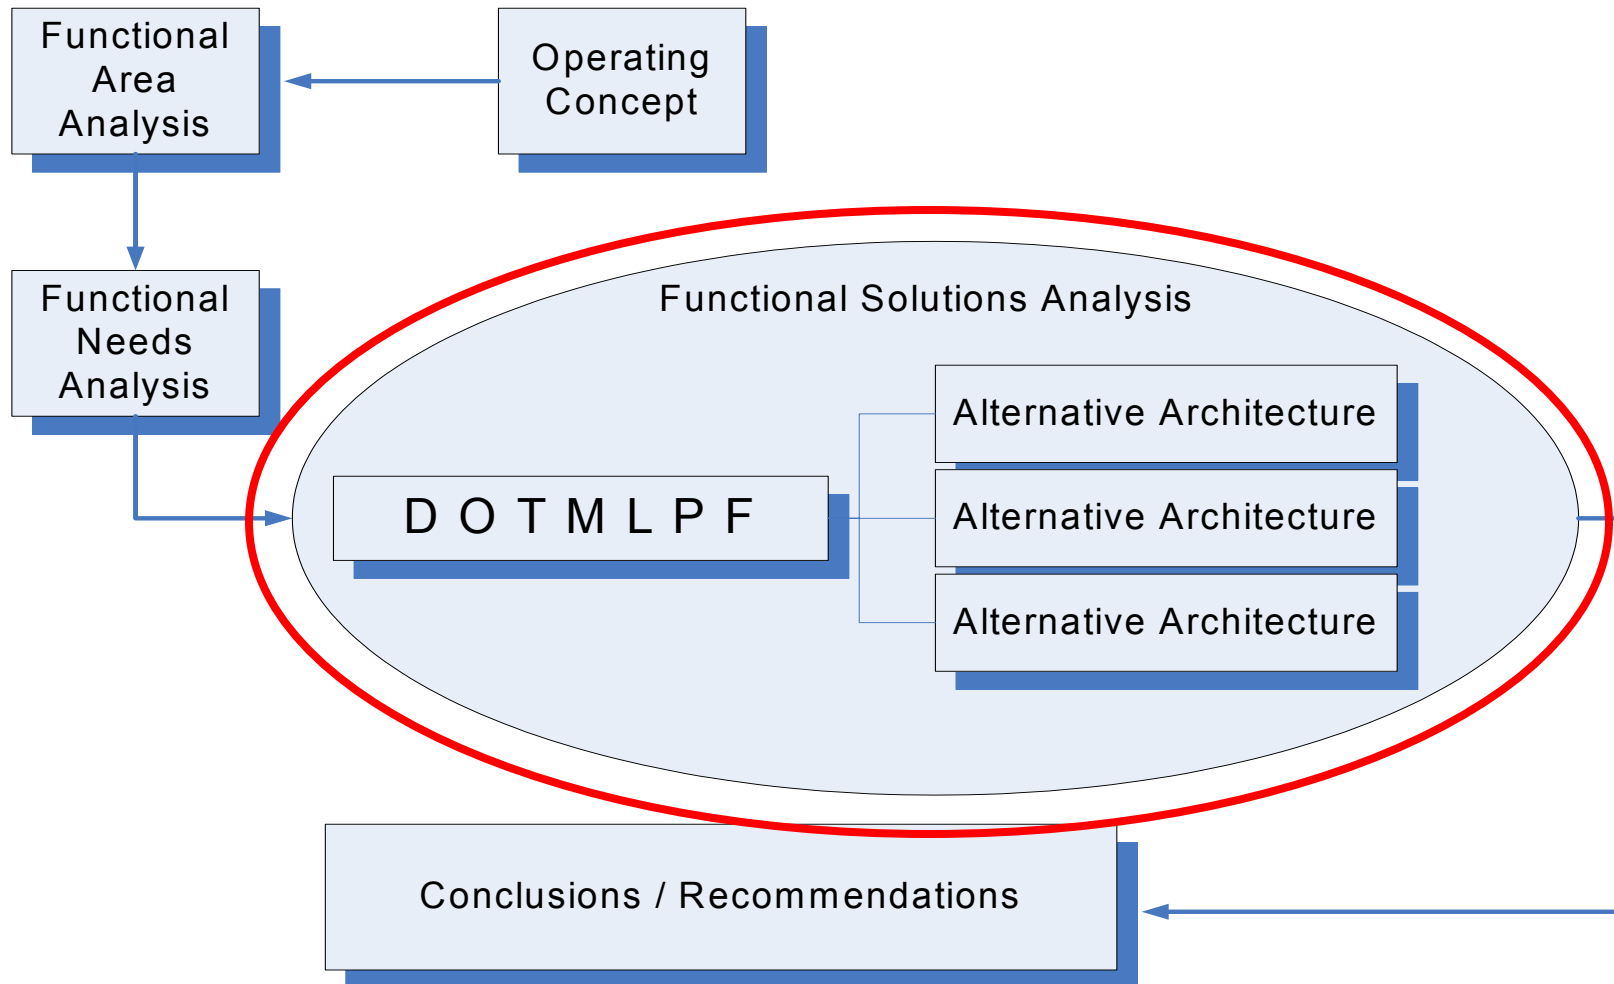 Functional
Area
Analysis
Operating
Concept
Functional
Needs
Analysis
Functional Solutions Analysis
D O T M L P F
Alternative Architecture
Alternative Architecture
Alternative Architecture
Conclusions / Recommendations